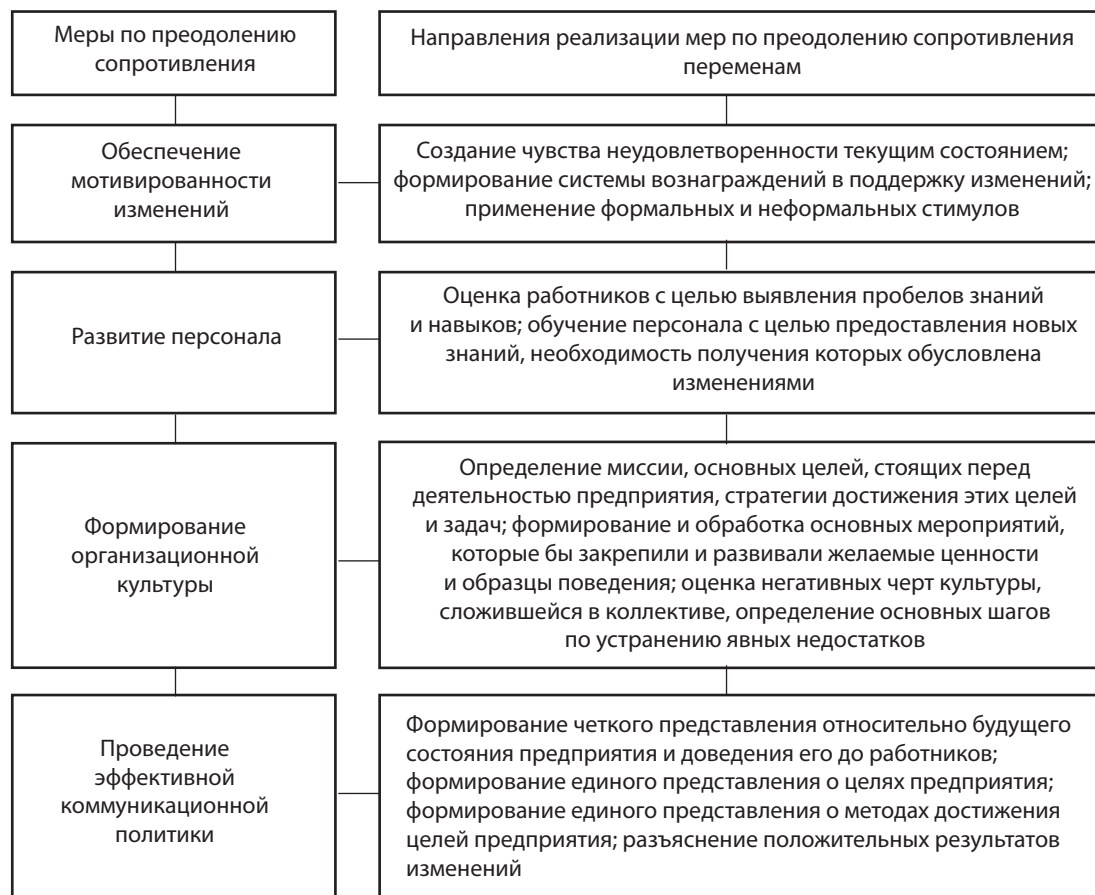 Меры по преодолению
сопротивления
Направления реализации мер по преодолению сопротивления
переменам
Обеспечение
мотивированности
изменений
Создание чувства неудовлетворенности текущим состоянием;
формирование системы вознаграждений в поддержку изменений;
применение формальных и неформальных стимулов
Развитие персонала
Оценка работников с целью выявления пробелов знаний
и навыков; обучение персонала с целью предоставления новых
знаний, необходимость получения которых обусловлена
изменениями
Формирование
организационной
культуры
Определение миссии, основных целей, стоящих перед
деятельностью предприятия, стратегии достижения этих целей
и задач; формирование и обработка основных мероприятий,
которые бы закрепили и развивали желаемые ценности
и образцы поведения; оценка негативных черт культуры,
сложившейся в коллективе, определение основных шагов
по устранению явных недостатков
Проведение
эффективной
коммуникационной
политики
Формирование четкого представления относительно будущего
состояния предприятия и доведения его до работников;
формирование единого представления о целях предприятия;
формирование единого представления о методах достижения
целей предприятия; разъяснение положительных результатов
изменений